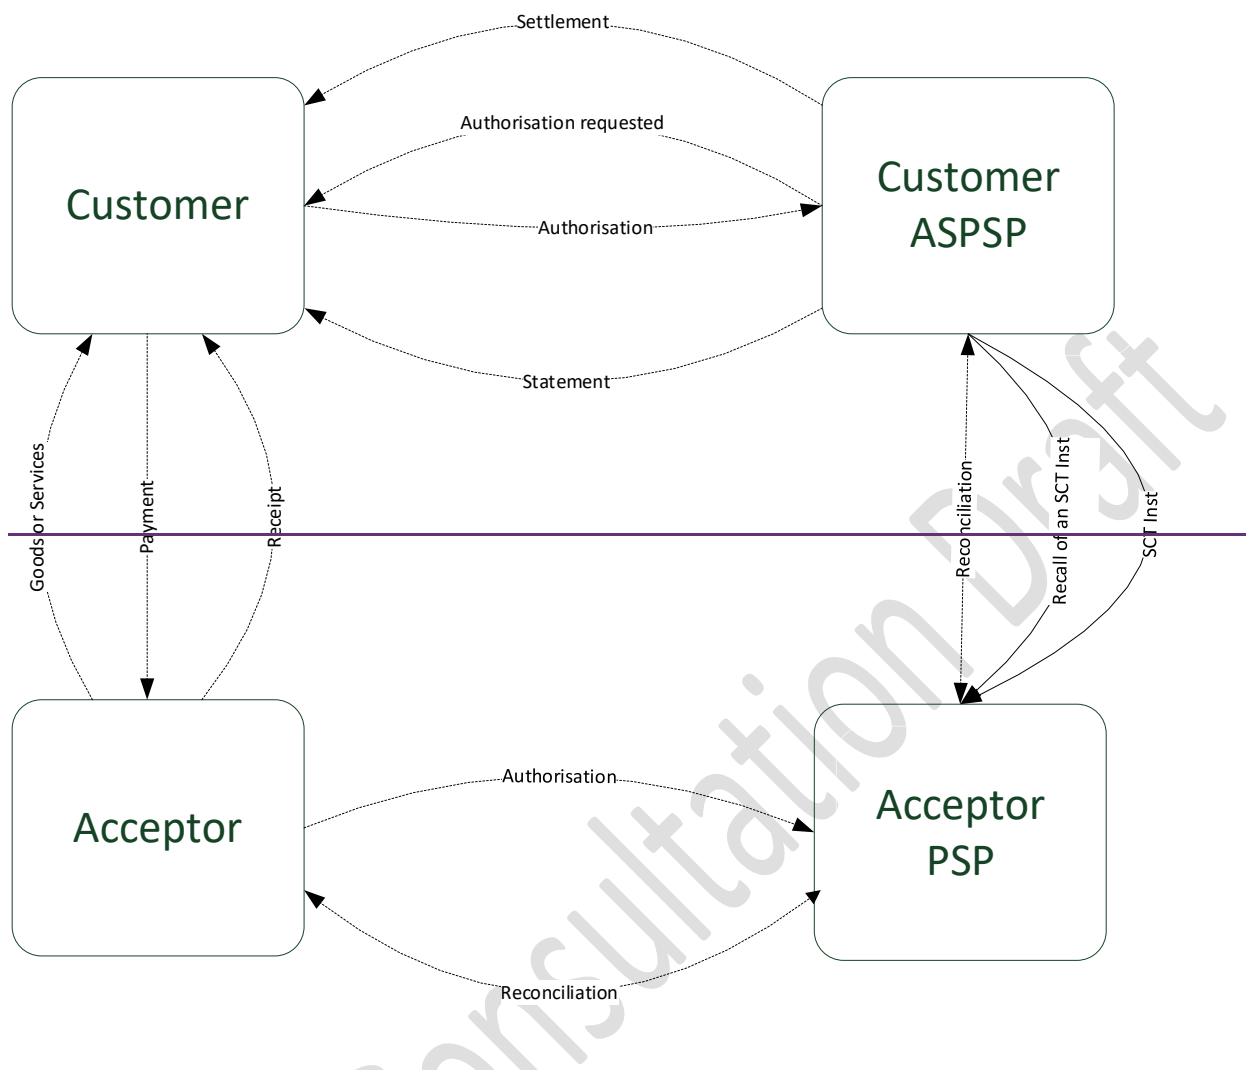 Settlement
Authorisation requested
Customer
Customer
ASPSP
Authorisation
Statement
Goods or Services
Payment
Receipt
Reconciliation
Recall of an SCT Inst
SCT Inst
Authorisation
Acceptor
Acceptor
PSP
Reconciliation
onsultation Draft